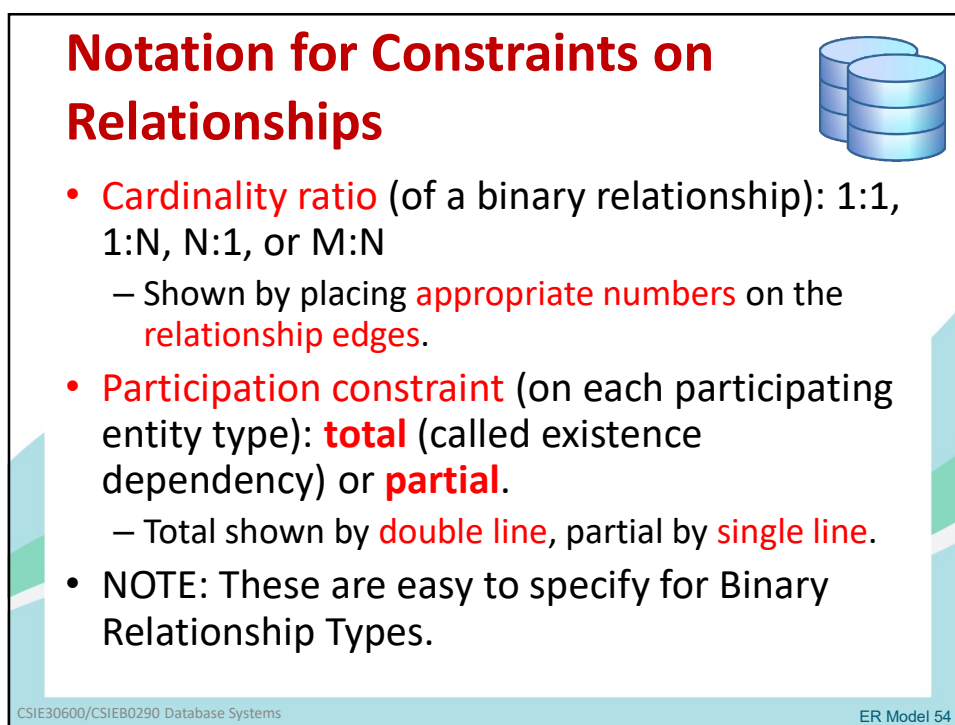 Notation for Constraints on
Relationships
• Cardinality ratio (of a binary relationship): 1:1,
1:N, N:1, or M:N
– Shown by placing appropriate numbers on the
relationship edges.
• Participation constraint (on each participating
entity type): total (called existence
dependency) or partial.
– Total shown by double line, partial by single line.
• NOTE: These are easy to specify for Binary
Relationship Types.
CSIE30600/CSIEB0290 Database Systems
ER Model 54